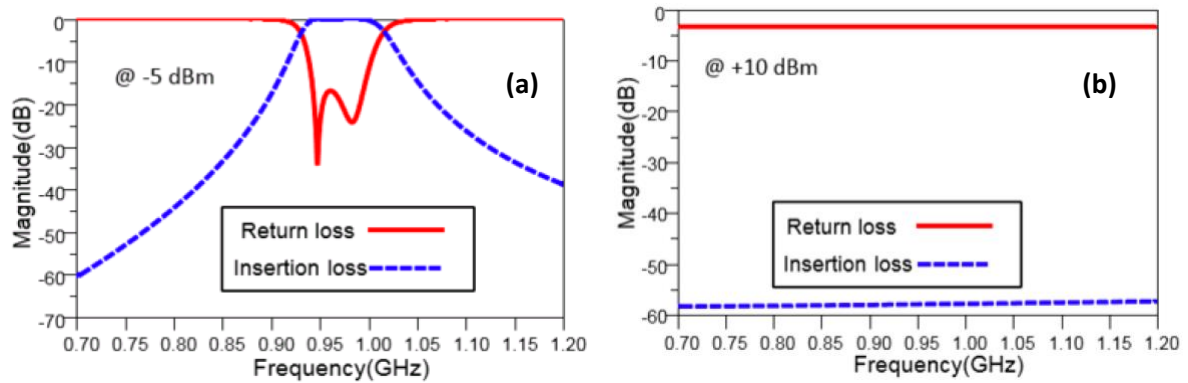 0
-10
-20
-30
-40
-50
-60
-70
Magnitude(dB)
@ -5 dBm
(a)
Return loss
Insertion loss
0.70 0.75 0.80 0.85 0.90 0.95 1.00 1.05 1.10 1.15 1.20
Frequency(GHz)
0
-10
-20
-30
-40
-50
-60
Magnitude(dB)
@ +10 dBm
(b)
Return loss
Insertion loss
0.70 0.75 0.80 0.85 0.90 0.95 1.00 1.05 1.10 1.15 1.20
Frequency(GHz)